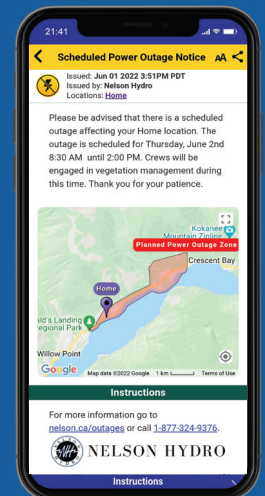 21:41
Scheduled Power Outage Notice AA
Issued: Jun 01 2022 3:51PM PDT
Issued by: Nelson Hydro
Locations: Home
Please be advised that there is a scheduled
outage affecting your Home location. The
outage is scheduled for Thursday, June 2nd
8:30 AM until 2:00 PM. Crews will be
engaged in vegetation management during
this time. Thank you for your patience.
Kokanee
Mountain Zipline
Planned Power Outage Zone
Crescent Bay
Home
ld's Landing
egional Park
Willow Point
Google Map data ©2022 Google 1 km Terms of Use
Instructions
For more information go to
nelson.ca/outages or call 1-877-324-9376.
NH NELSON HYDRO
Instructions